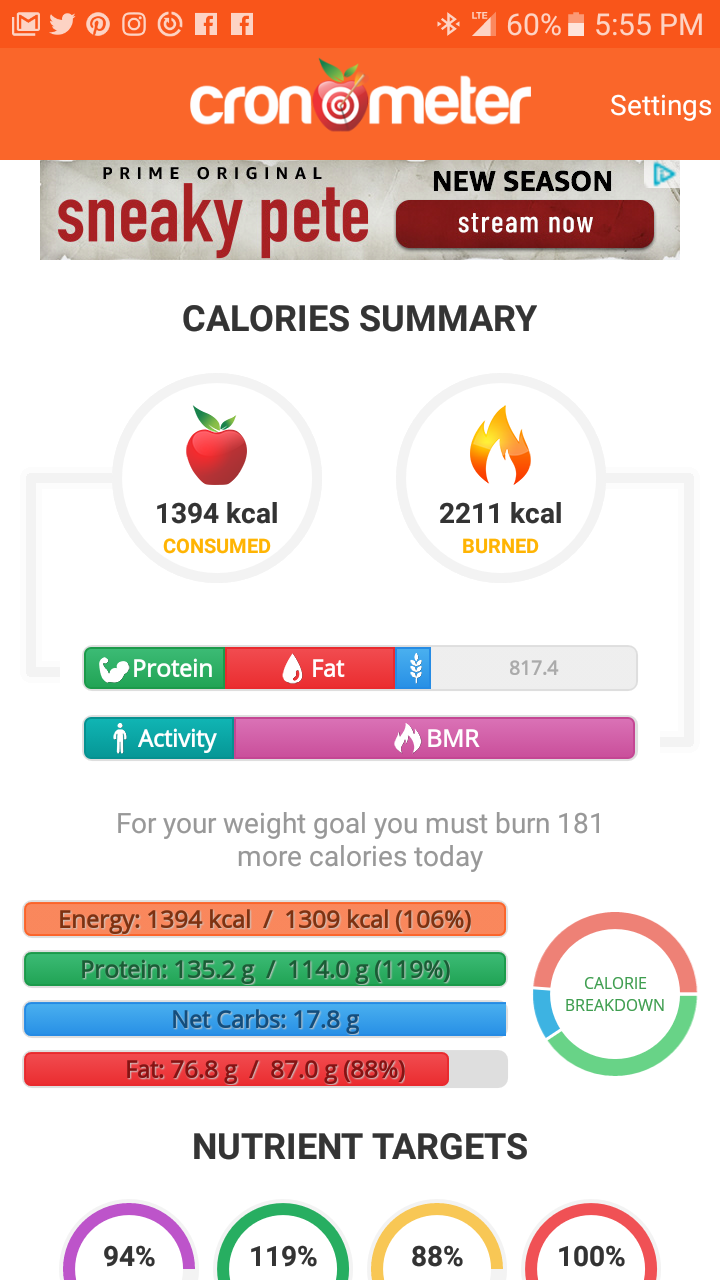 LTE 60% 5:55 PM
cronometer
Settings
PRIME ORIGINAL
sneaky pete
NEW SEASON
stream now
CALORIES SUMMARY
1394 kcal
CONSUMED
2211 kcal
BURNED
Protein Fat 817.4
Activity BMR
For your weight goal you must burn 181
more calories today
Energy: 1394 kcal / 1309 kcal (106%)
Protein: 135.2 g / 114.0 g (119%)
Net Carbs: 17.8 g
Fat: 76.8 g / 87.0 g (88%)
CALORIE
BREAKDOWN
NUTRIENT TARGETS
94% 119% 88% 100%